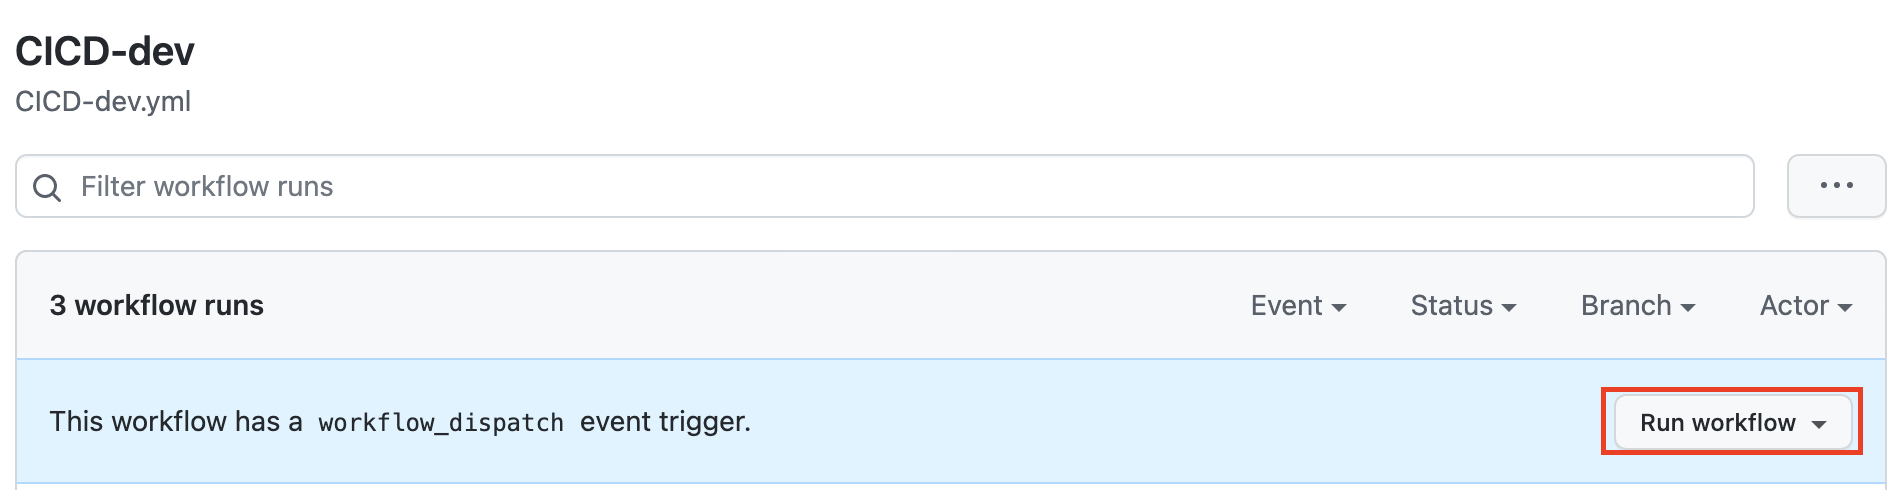 CICD-dev
CICD-dev.yml
Filter workflow runs
3 workflow runs Event Status Branch Actor
This workflow has a workflow_dispatch event trigger. Run workflow